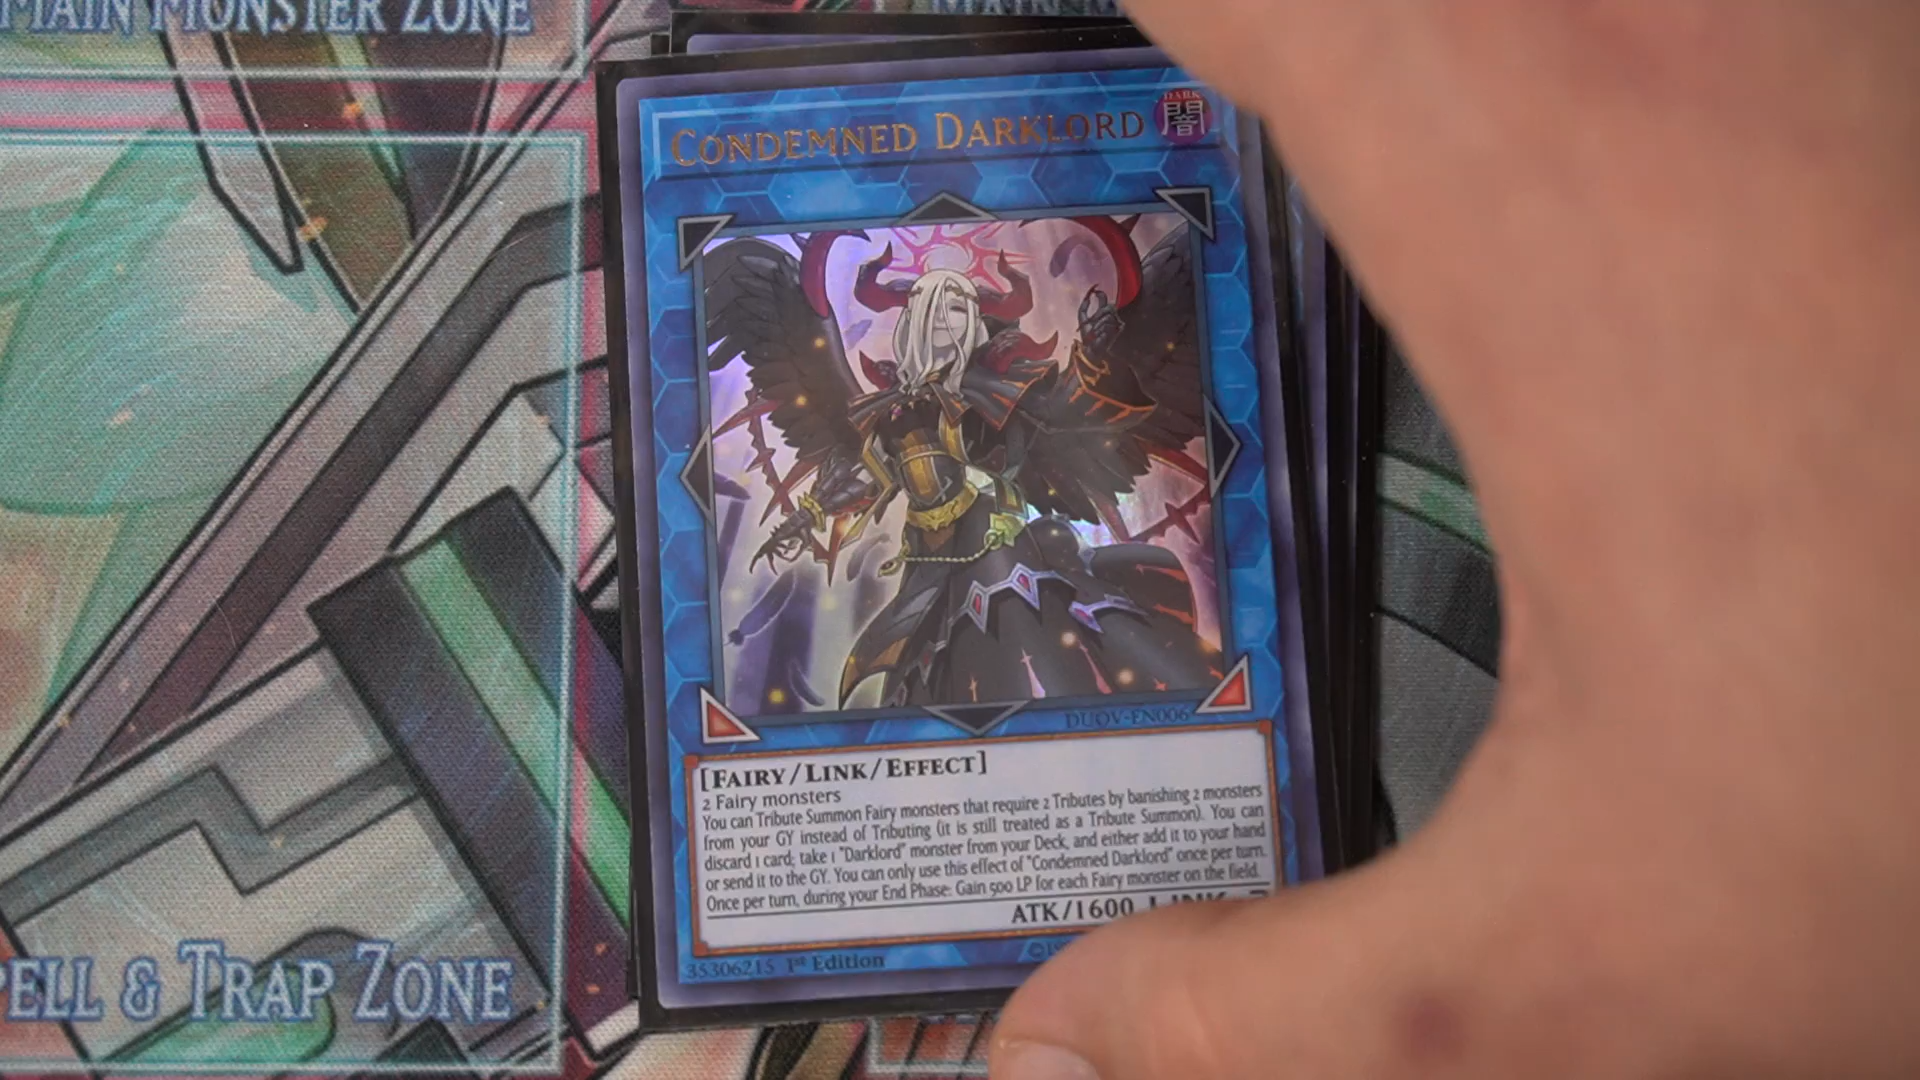 MAIN MONSTER ZONE
CONDEMNED DARKLORD
DARK
闇
DUOV-EN006
[FAIRY/LINK/EFFECT]
2 Fairy monsters
You can Tribute Summon Fairy monsters that require 2 Tributes by banishing 2 monsters
from your GY instead of Tributing (it is still treated as a Tribute Summon). You can
discard 1 card; take 1 "Darklord" monster from your Deck, and either add it to your hand
or send it to the GY. You can only use this effect of "Condemned Darklord" once per turn.
Once per turn, during your End Phase: Gain 500 LP for each Fairy monster on the field.
ATK/1600 LINK
35306215 1st Edition
SPELL & TRAP ZONE